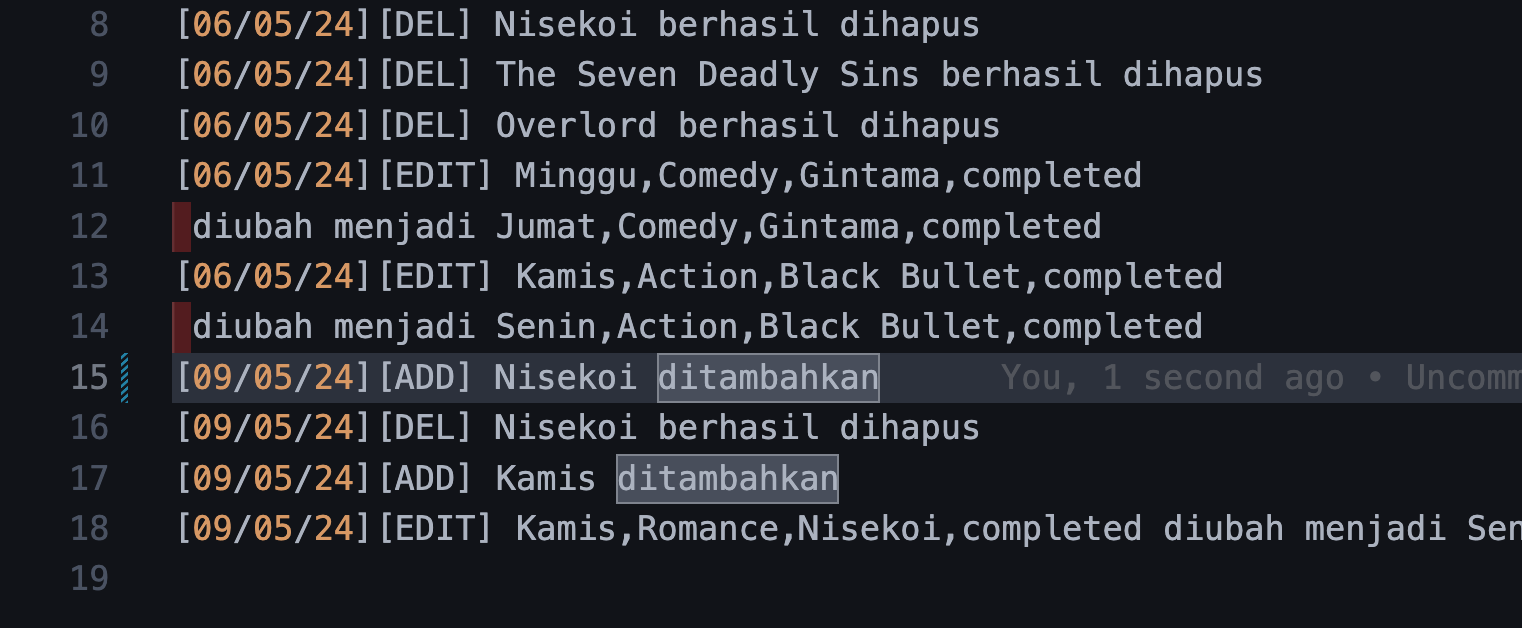 8 [06/05/24][DEL] Nisekoi berhasil dihapus
9 [06/05/24][DEL] The Seven Deadly Sins berhasil dihapus
10 [06/05/24][DEL] Overlord berhasil dihapus
11 [06/05/24][EDIT] Minggu,Comedy,Gintama,completed
12 diubah menjadi Jumat,Comedy,Gintama,completed
13 [06/05/24][EDIT] Kamis,Action,Black Bullet,completed
14 diubah menjadi Senin,Action,Black Bullet,completed
15 [09/05/24][ADD] Nisekoi ditambahkan You, 1 second ago • Uncomm
16 [09/05/24][DEL] Nisekoi berhasil dihapus
17 [09/05/24][ADD] Kamis ditambahkan
18 [09/05/24][EDIT] Kamis,Romance,Nisekoi,completed diubah menjadi Sen
19